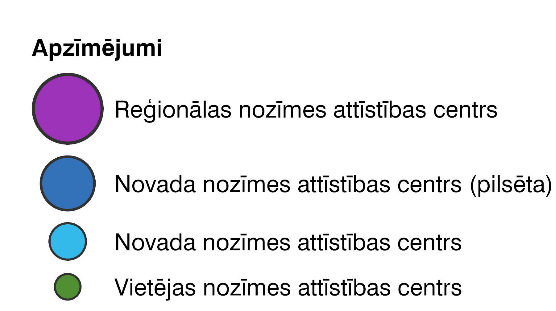 Apzīmējumi
Reģionālas nozīmes attīstības centrs
Novada nozīmes attīstības centrs (pilsēta)
Novada nozīmes attīstības centrs
Vietējas nozīmes attīstības centrs